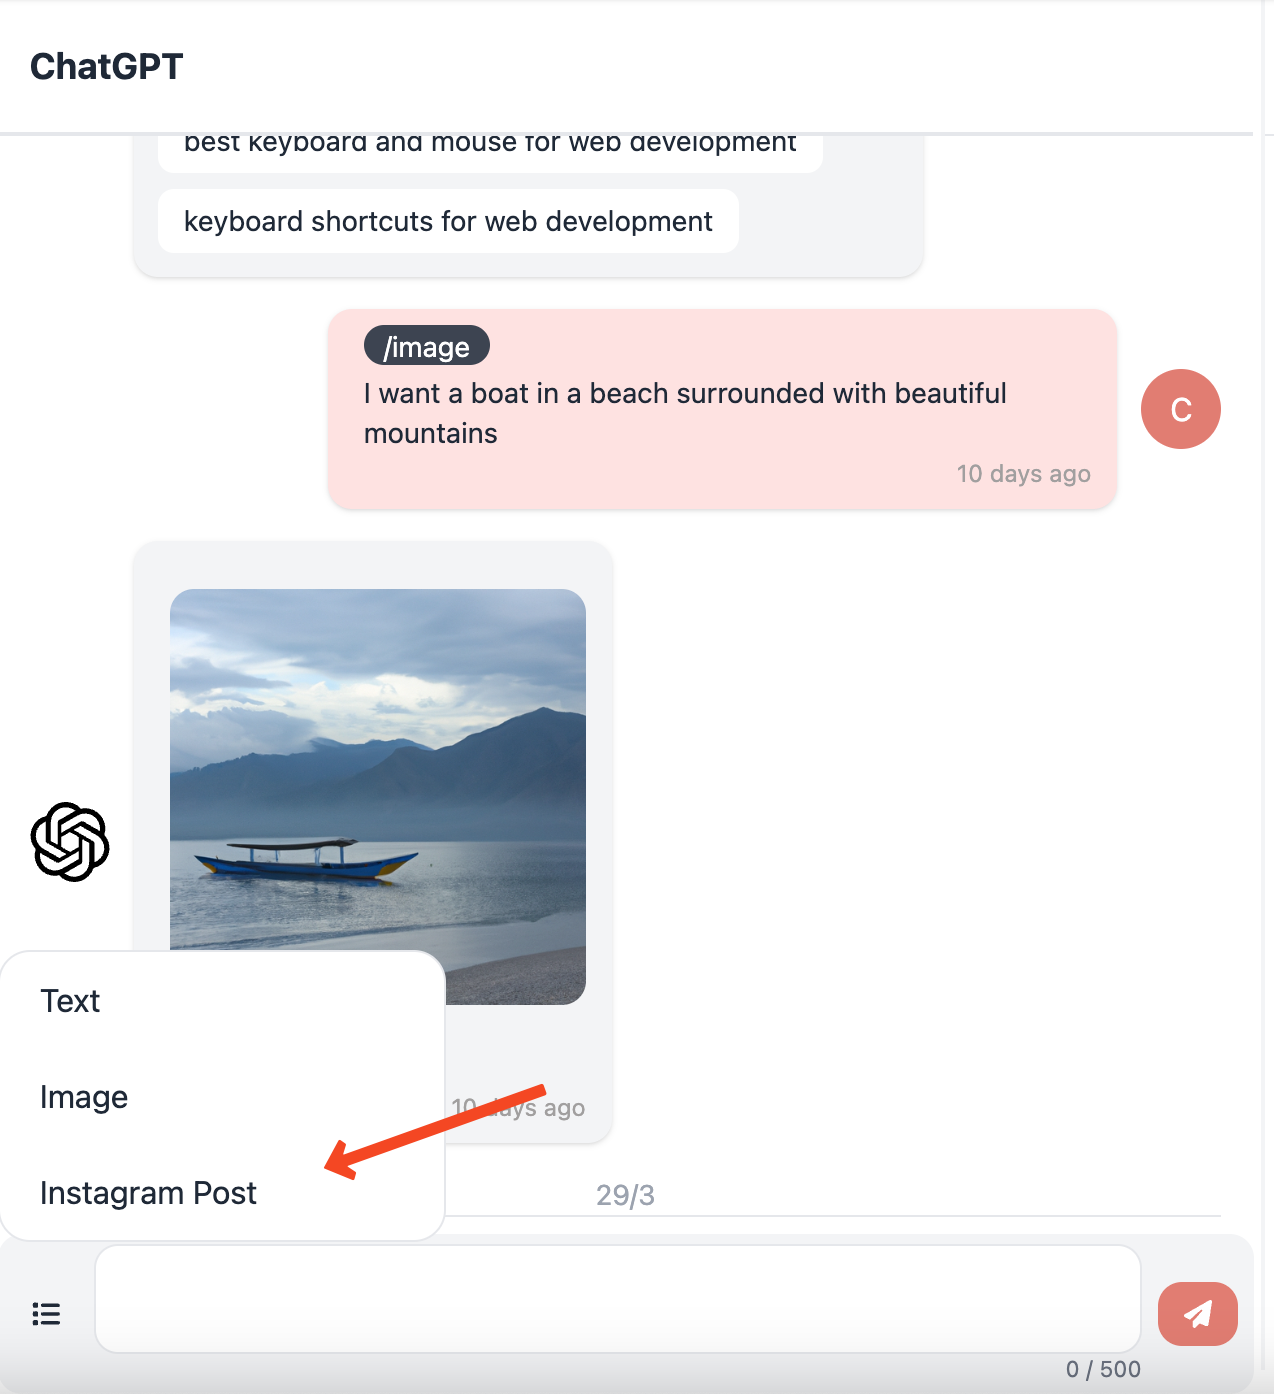 ChatGPT
best keyboard and mouse for web development
keyboard shortcuts for web development
/image
I want a boat in a beach surrounded with beautiful
mountains
C
10 days ago
Text
Image
10 days ago
Instagram Post
29/3
0 / 500